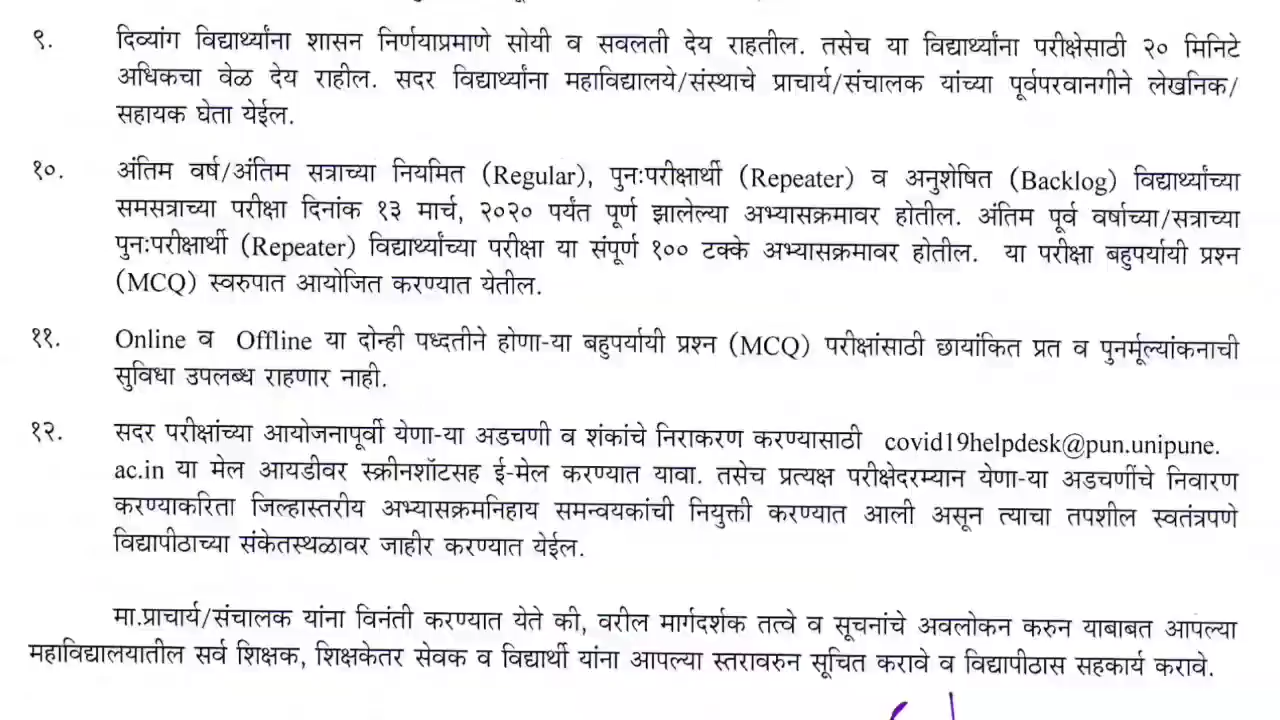 ९. दिव्यांग विद्यार्थ्यांना शासन निर्णयाप्रमाणे सोयी व सवलती देय राहतील. तसेच या विद्यार्थ्यांना परीक्षेसाठी २० मिनिटे
अधिकचा वेळ देय राहील. सदर विद्यार्थ्यांना महाविद्यालये/संस्थाचे प्राचार्य/संचालक यांच्या पूर्वपरवानगीने लेखनिक/
सहायक घेता येईल.
१०. अंतिम वर्ष/अंतिम सत्राच्या नियमित (Regular), पुनःपरीक्षार्थी (Repeater) व अनुशेषित (Backlog) विद्यार्थ्यांच्या
समसत्राच्या परीक्षा दिनांक १३ मार्च, २०२० पर्यंत पूर्ण झालेल्या अभ्यासक्रमावर होतील. अंतिम पूर्व वर्षाच्या/सत्राच्या
पुनःपरीक्षार्थी (Repeater) विद्यार्थ्यांच्या परीक्षा या संपूर्ण १०० टक्के अभ्यासक्रमावर होतील. या परीक्षा बहुपर्यायी प्रश्न
(MCQ) स्वरुपात आयोजित करण्यात येतील.
११. Online व Offline या दोन्ही पध्दतीने होणा-या बहुपर्यायी प्रश्न (MCQ) परीक्षांसाठी छायांकित प्रत व पुनर्मूल्यांकनाची
सुविधा उपलब्ध राहणार नाही.
१२. सदर परीक्षांच्या आयोजनापूर्वी येणा-या अडचणी व शंकांचे निराकरण करण्यासाठी covid19helpdesk@pun.unipune.
ac.in या मेल आयडीवर स्क्रीनशॉटसह ई-मेल करण्यात यावा. तसेच प्रत्यक्ष परीक्षेदरम्यान येणा-या अडचणींचे निवारण
करण्याकरिता जिल्हास्तरीय अभ्यासक्रमनिहाय समन्वयकांची नियुक्ती करण्यात आली असून त्याचा तपशील स्वतंत्रपणे
विद्यापीठाच्या संकेतस्थळावर जाहीर करण्यात येईल.
मा.प्राचार्य/संचालक यांना विनंती करण्यात येते की, वरील मार्गदर्शक तत्वे व सूचनांचे अवलोकन करुन याबाबत आपल्या
महाविद्यालयातील सर्व शिक्षक, शिक्षकेतर सेवक व विद्यार्थी यांना आपल्या स्तरावरुन सूचित करावे व विद्यापीठास सहकार्य करावे.